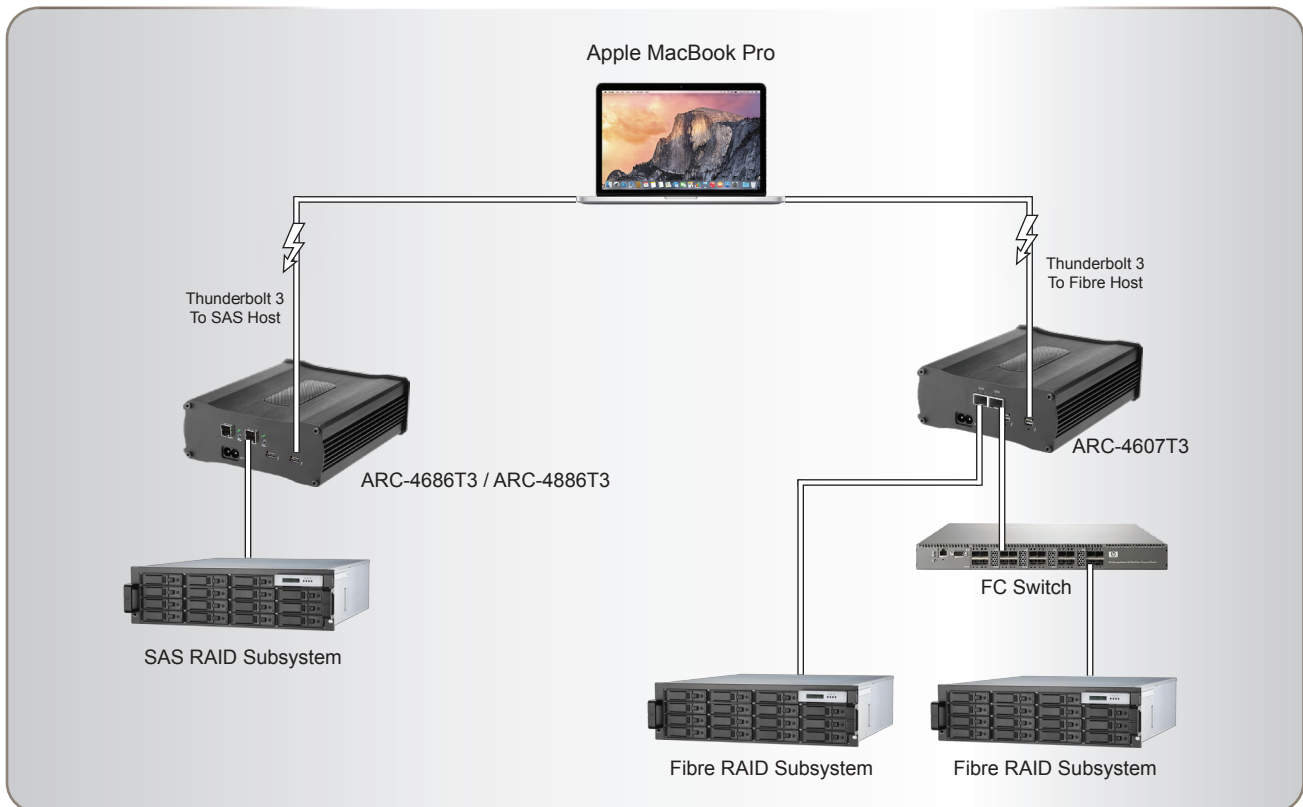 Apple MacBook Pro
Thunderbolt 3
To SAS Host
Thunderbolt 3
To Fibre Host
ARC-4686T3 / ARC-4886T3
ARC-4607T3
FC Switch
SAS RAID Subsystem
Fibre RAID Subsystem
Fibre RAID Subsystem